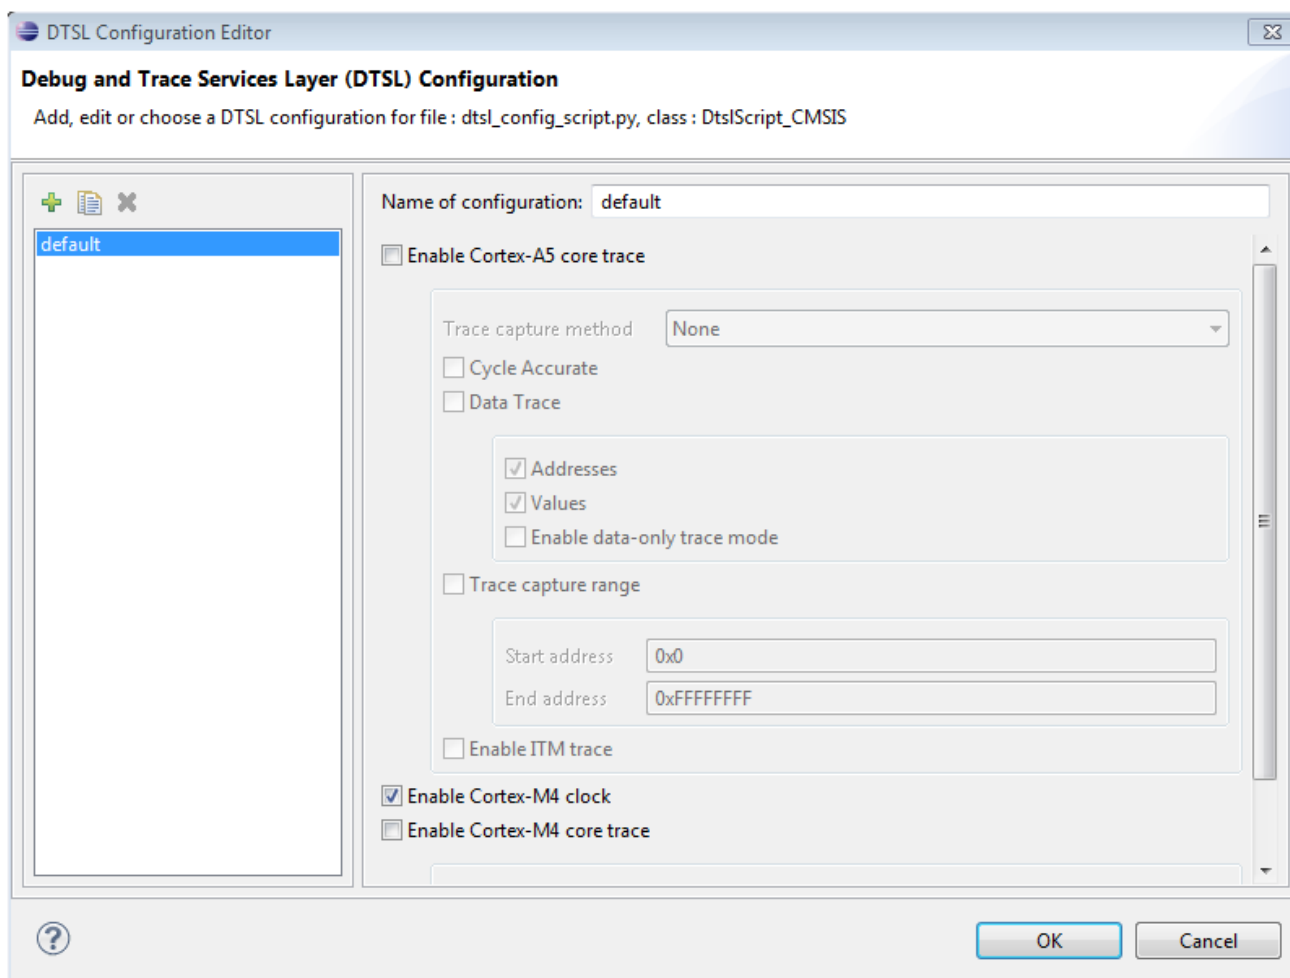 DTSL Configuration Editor
Debug and Trace Services Layer (DTSL) Configuration
Add, edit or choose a DTSL configuration for file : dtsl_config_script.py, class : DtslScript_CMSIS
default
Name of configuration: default
Enable Cortex-A5 core trace
Trace capture method None
Cycle Accurate
Data Trace
Addresses
Values
Enable data-only trace mode
Trace capture range
Start address 0x0
End address 0xFFFFFFFF
Enable ITM trace
Enable Cortex-M4 clock
Enable Cortex-M4 core trace
? OK Cancel